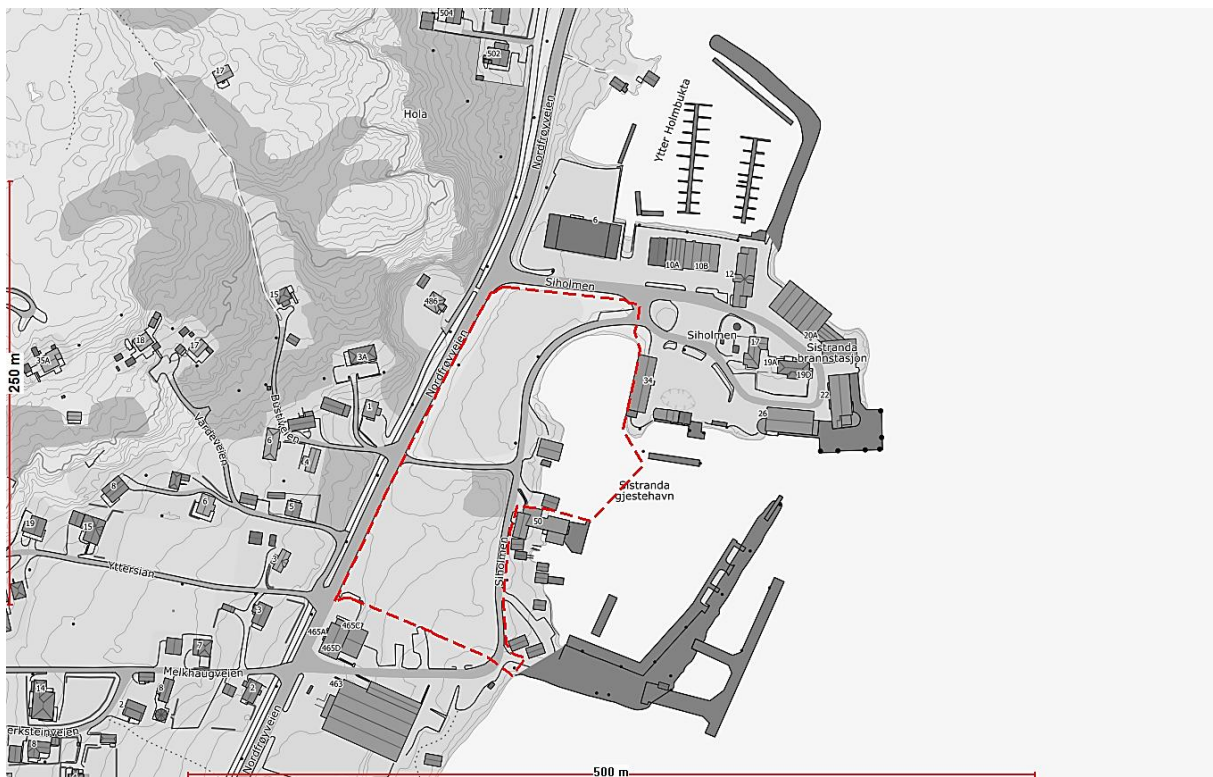 504
502
17
Hola
Nordfrøyveien
Ytter Holmbukta
6
10A
10B
12
Siholmen
15
486
18
17
35A
3A
Nordfrøyveien
Siholmen
17
19A
19D
20A
Sistranda
brannstasjon
22
26
34
250 m
1
Bustiveien
6
Vardeveien
8
6
5
19
15
Sistranda
gjestehavn
50
Siholmen
Yttersian
3
465A
465C
465D
7
Melkhaugveien
463
14
8
2
2
erksteinveien
8
Nordfrøyveien
500 m